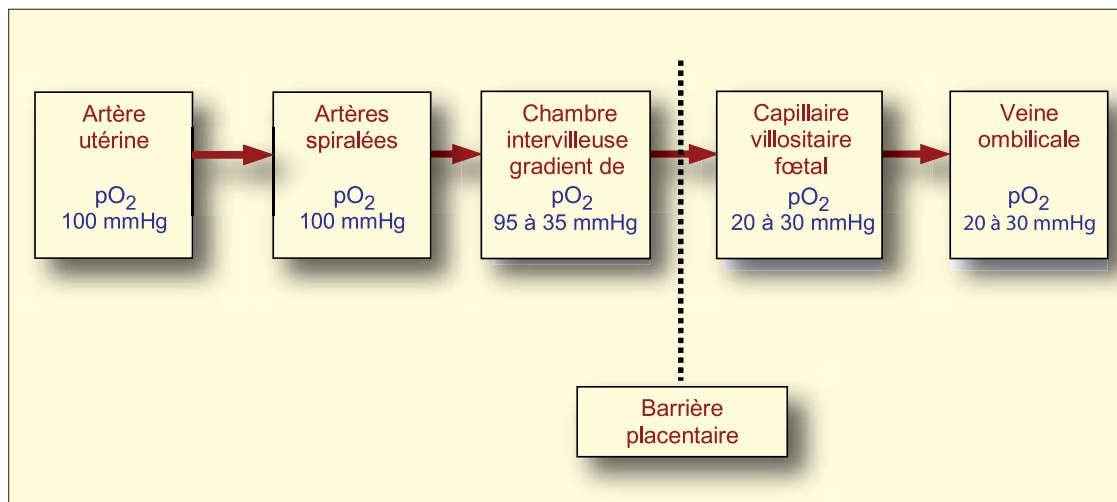 Artère
utérine
pO2
100 mmHg
Artères
spiralées
pO2
100 mmHg
Chambre
intervilleuse
gradient de
pO2
95 à 35 mmHg
Capillaire
villositaire
fœtal
pO2
20 à 30 mmHg
Veine
ombilicale
pO2
20 à 30 mmHg
Barrière
placentaire